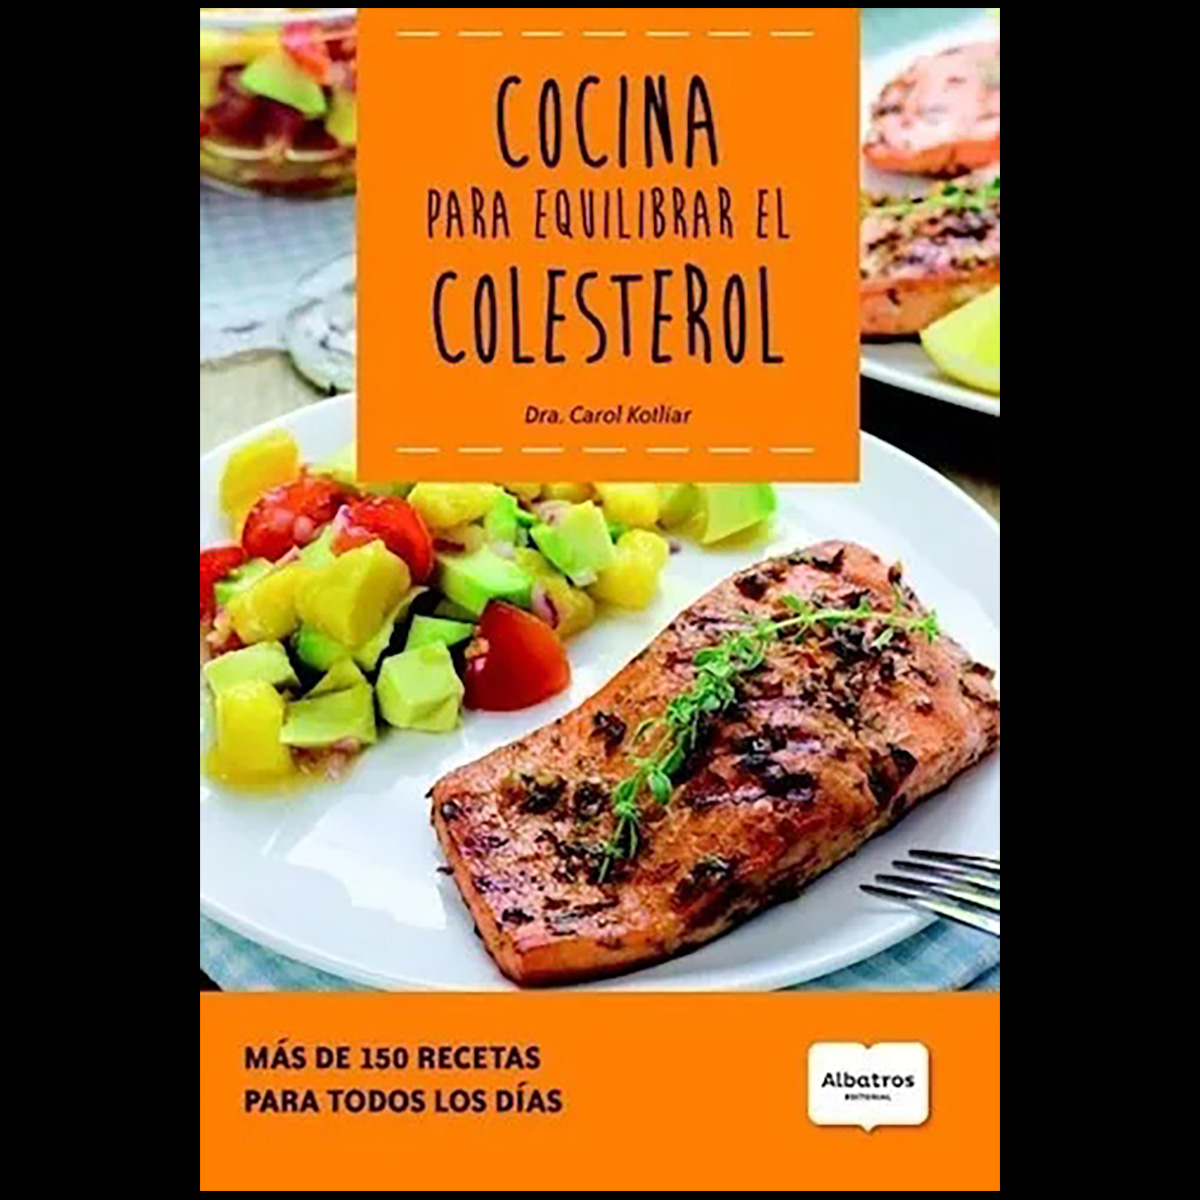 COCINA
PARA EQUILIBRAR EL
COLESTEROL
Dra. Carol Kotliar
MÁS DE 150 RECETAS
PARA TODOS LOS DÍAS
Albatros
EDITORIAL